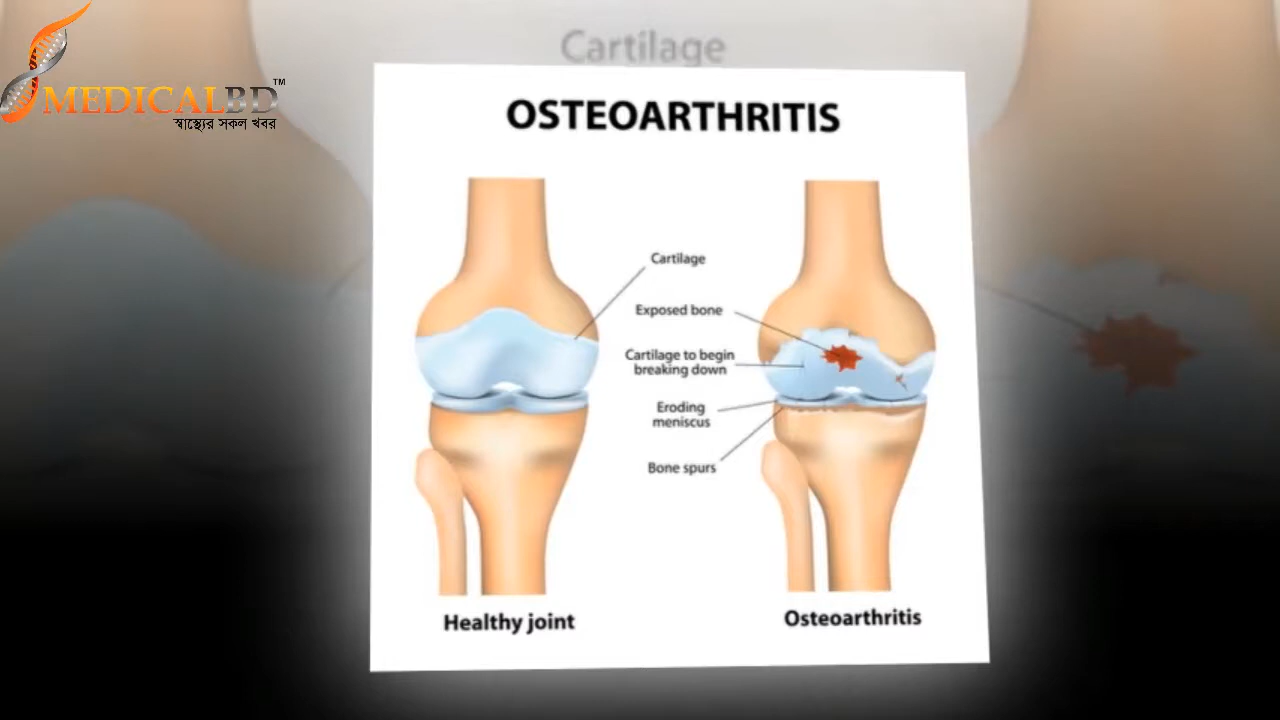 Cartilage
MEDICALBD™
স্বাস্থ্যের সকল খবর
OSTEOARTHRITIS
Cartilage
Exposed bone
Cartilage to begin
breaking down
Eroding
meniscus
Bone spurs
Healthy joint
Osteoarthritis